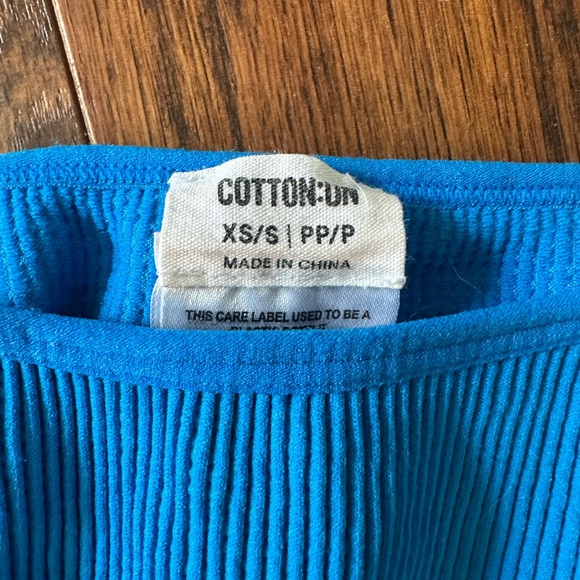 COTTON:ON
XS/S | PP/P
MADE IN CHINA
THIS CARE LABEL USED TO BE A